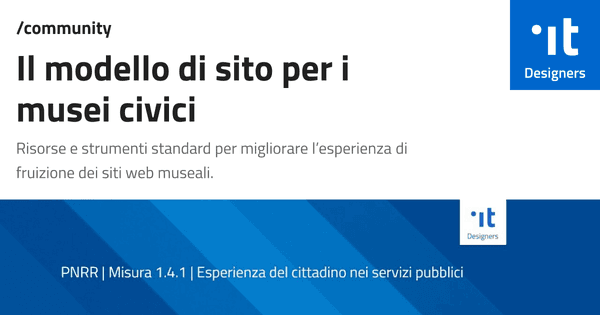 /community
Il modello di sito per i
musei civici
Risorse e strumenti standard per migliorare l’esperienza di
fruizione dei siti web museali.
it
Designers
it
Designers
PNRR | Misura 1.4.1 | Esperienza del cittadino nei servizi pubblici